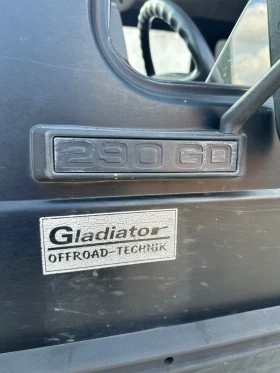 290 GD
Gladiator
OFFROAD-TECHNIK